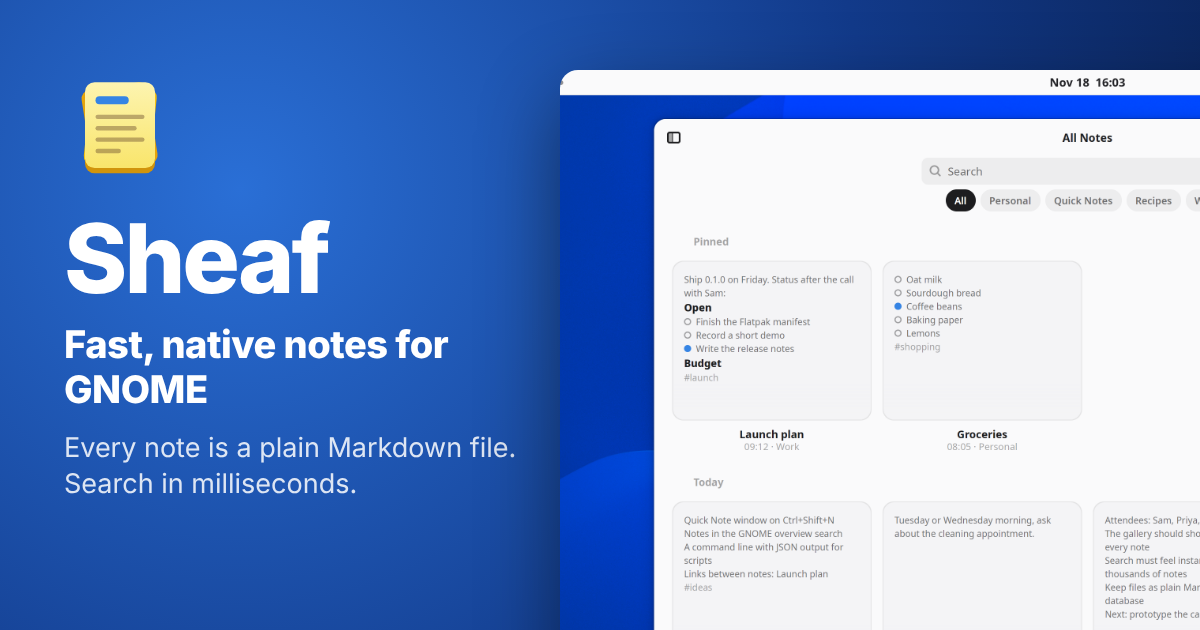 Sheaf
Fast, native notes for
GNOME
Every note is a plain Markdown file.
Search in milliseconds.
Nov 18 16:03
All Notes
Search
All Personal Quick Notes Recipes
Pinned
Ship 0.1.0 on Friday. Status after the call
with Sam:
Open
Finish the Flatpak manifest
Record a short demo
Write the release notes
Budget
#launch
Launch plan
09:12 · Work
Oat milk
Sourdough bread
Coffee beans
Baking paper
Lemons
#shopping
Groceries
08:05 · Personal
Today
Quick Note window on Ctrl+Shift+N
Notes in the GNOME overview search
A command line with JSON output for
scripts
Links between notes: Launch plan
#ideas
Tuesday or Wednesday morning, ask
about the cleaning appointment.
Attendees: Sam, Priya,
The gallery should
every note
Search must feel
thousands of notes
Keep files as plain
database
Next: prototype the